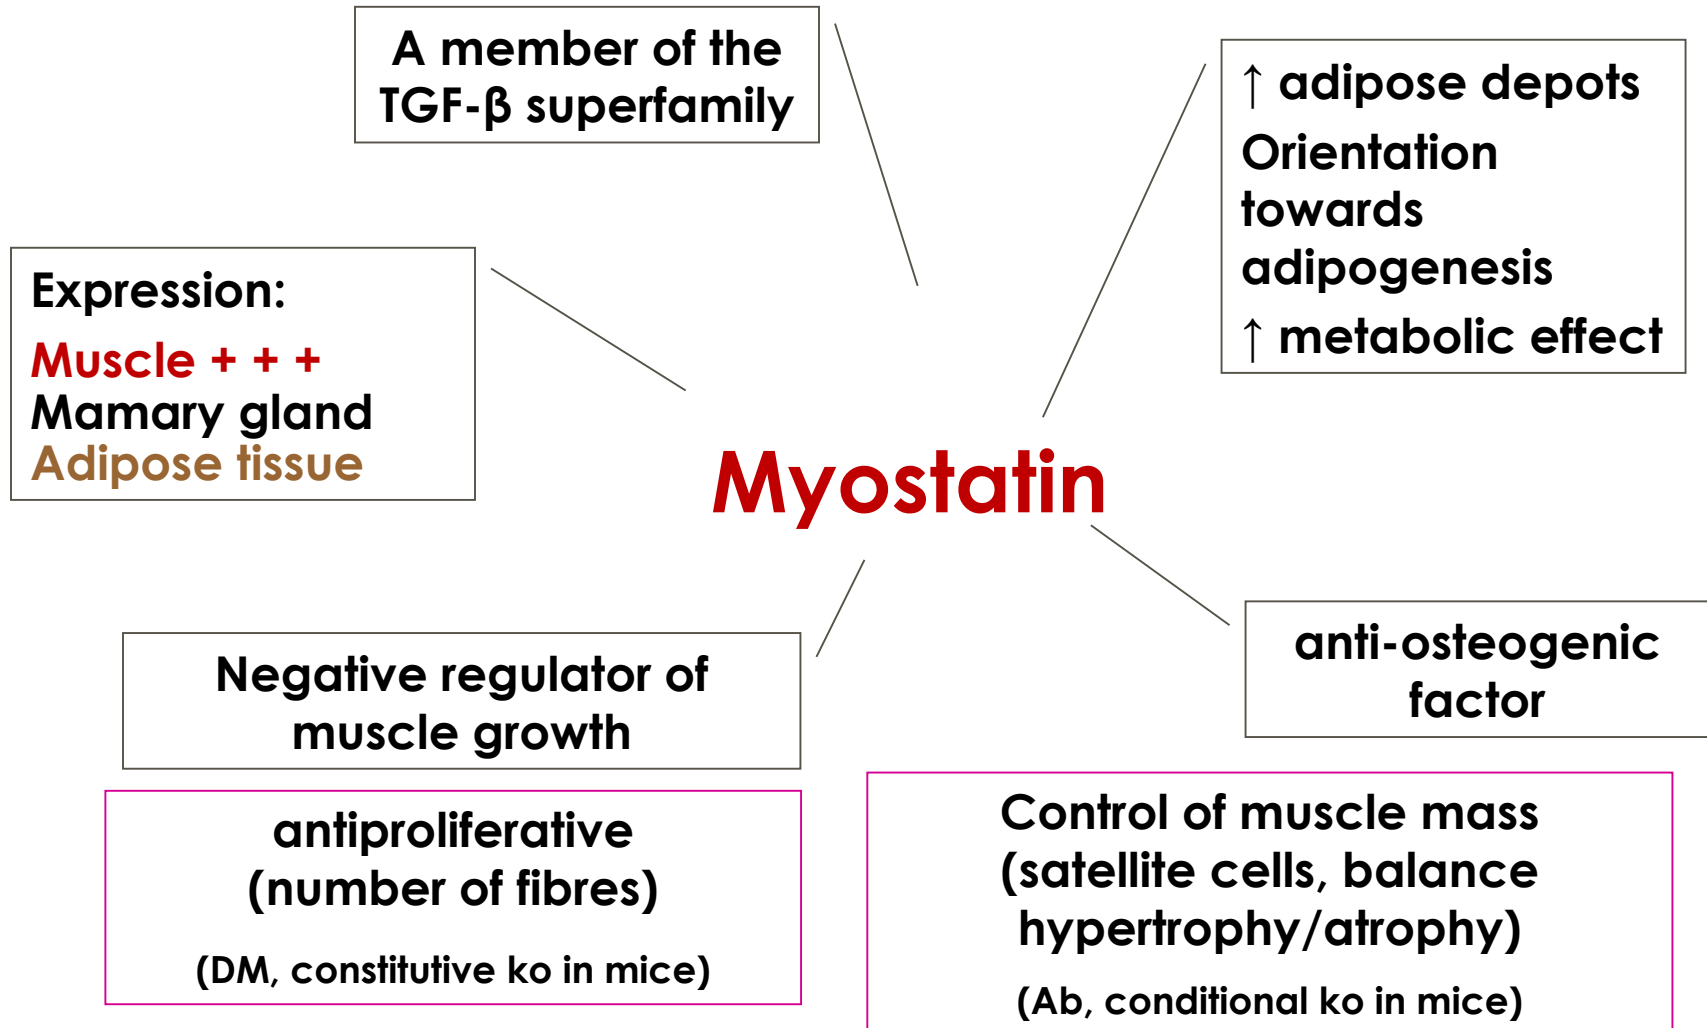 A member of the
TGF-β superfamily
↑ adipose depots
Orientation
towards
adipogenesis
↑ metabolic effect
Expression:
Muscle + + +
Mamary gland
Adipose tissue
Myostatin
Negative regulator of
muscle growth
anti-osteogenic
factor
antiproliferative
(number of fibres)
(DM, constitutive ko in mice)
Control of muscle mass
(satellite cells, balance
hypertrophy/atrophy)
(Ab, conditional ko in mice)